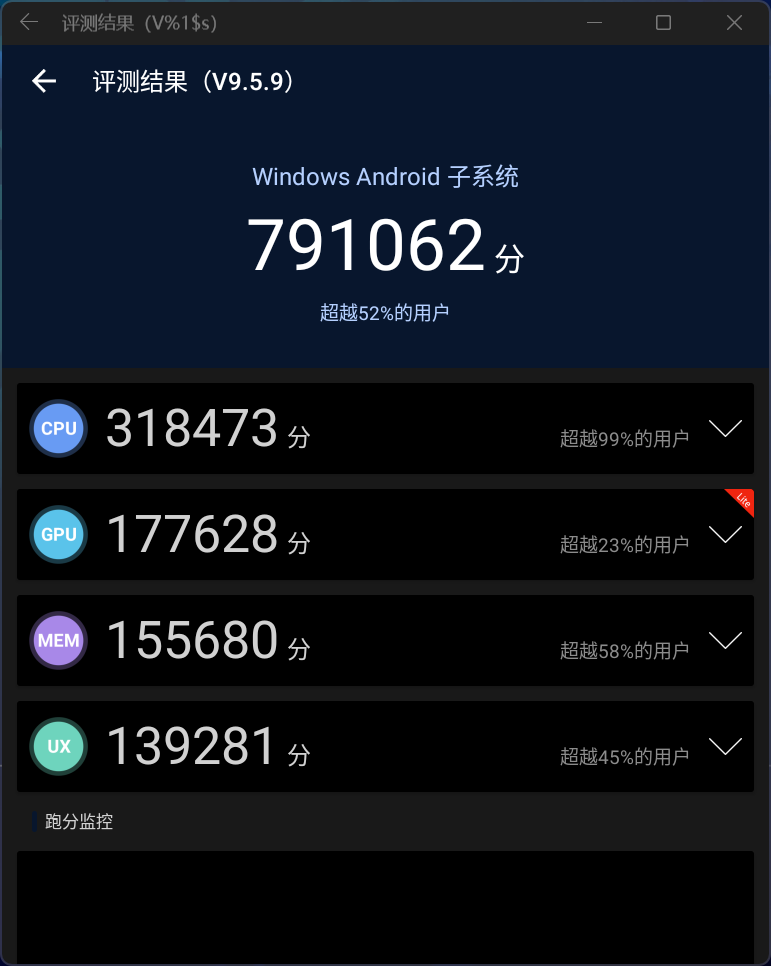 评测结果（V%1$s）
评测结果（V9.5.9）
Windows Android 子系统
791062 分
超越52%的用户
CPU 318473 分 超越99%的用户
Lite
GPU 177628 分 超越23%的用户
MEM 155680 分 超越58%的用户
UX 139281 分 超越45%的用户
跑分监控